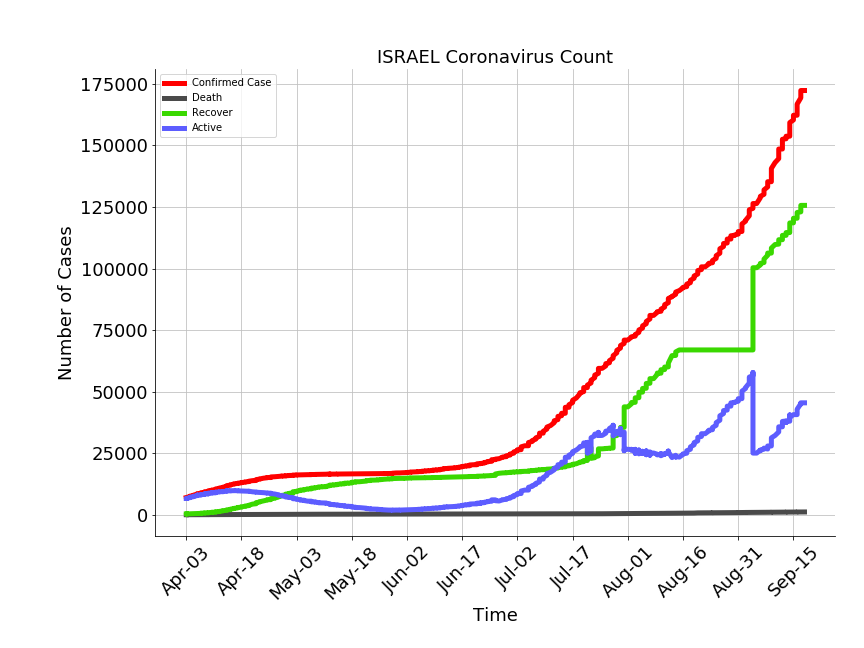 ISRAEL Coronavirus Count
Confirmed Case
Death
Recover
Active
175000
150000
125000
100000
75000
50000
25000
0
Number of Cases
Apr-03
Apr-18
May-03
May-18
Jun-02
Jun-17
Jul-02
Jul-17
Aug-01
Aug-16
Aug-31
Sep-15
Time